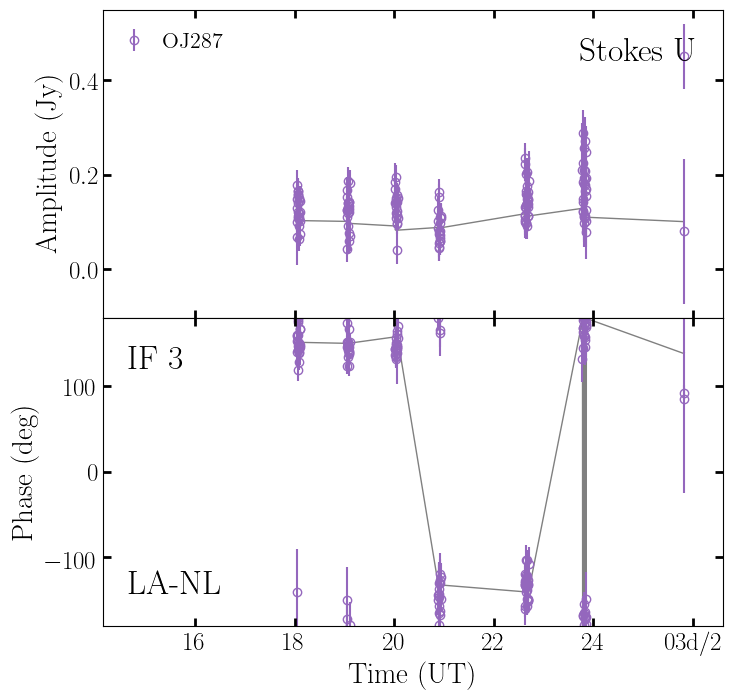 OJ287
Stokes U
Amplitude (Jy)
0.4
0.2
0.0
IF 3
LA-NL
Phase (deg)
100
0
−100
16 18 20 22 24 03d/2
Time (UT)